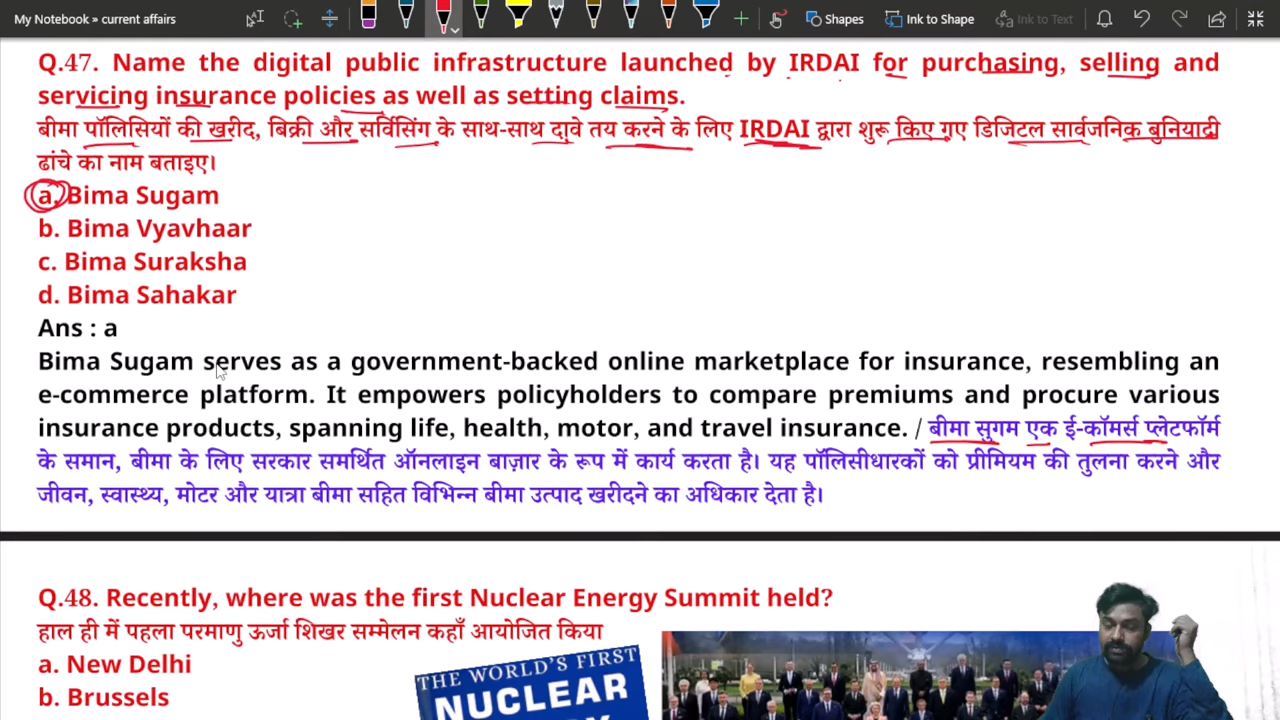 My Notebook » current affairs
Shapes
Ink to Shape
Ink to Text
Q.47. Name the digital public infrastructure launched by IRDAI for purchasing, selling and
servicing insurance policies as well as setting claims.
बीमा पॉलिसियों की खरीद, बिक्री और सर्विसिंग के साथ-साथ दावे तय करने के लिए IRDAI द्वारा शुरू किए गए डिजिटल सार्वजनिक बुनियादी
ढांचे का नाम बताइए।
a. Bima Sugam
b. Bima Vyavhaar
c. Bima Suraksha
d. Bima Sahakar
Ans : a
Bima Sugam serves as a government-backed online marketplace for insurance, resembling an
e-commerce platform. It empowers policyholders to compare premiums and procure various
insurance products, spanning life, health, motor, and travel insurance. / बीमा सुगम एक ई-कॉमर्स प्लेटफॉर्म
के समान, बीमा के लिए सरकार समर्थित ऑनलाइन बाज़ार के रूप में कार्य करता है। यह पॉलिसीधारकों को प्रीमियम की तुलना करने और
जीवन, स्वास्थ्य, मोटर और यात्रा बीमा सहित विभिन्न बीमा उत्पाद खरीदने का अधिकार देता है।
Q.48. Recently, where was the first Nuclear Energy Summit held?
हाल ही में पहला परमाणु ऊर्जा शिखर सम्मेलन कहाँ आयोजित किया
a. New Delhi
b. Brussels
THE WORLD'S FIRST
NUCLEAR